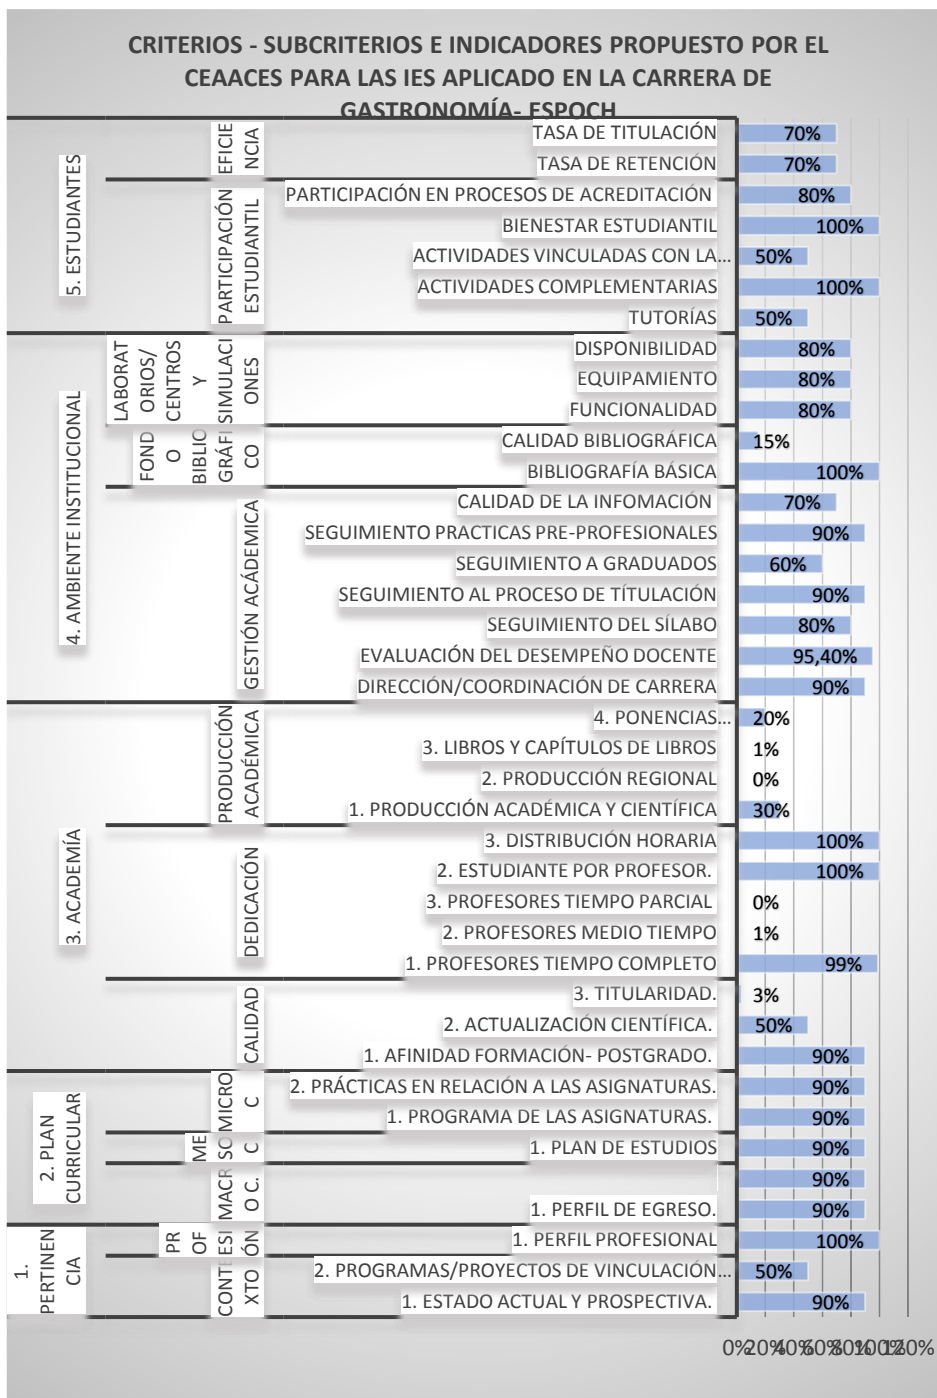 CRITERIOS - SUBCRITERIOS E INDICADORES PROPUESTO POR EL
CEAACES PARA LAS IES APLICADO EN LA CARRERA DE
GASTRONOMÍA- ESPOCH
5. ESTUDIANTES
EFICIE
NCIA
TASA DE TITULACIÓN 70%
TASA DE RETENCIÓN 70%
PARTICIPACIÓN
ESTUDIANTIL
PARTICIPACIÓN EN PROCESOS DE ACREDITACIÓN 80%
BIENESTAR ESTUDIANTIL 100%
ACTIVIDADES VINCULADAS CON LA... 50%
ACTIVIDADES COMPLEMENTARIAS 100%
TUTORÍAS 50%
4. AMBIENTE INSTITUCIONAL
LABORAT
ORIOS/
CENTROS
Y
SIMULACI
ONES
DISPONIBILIDAD 80%
EQUIPAMIENTO 80%
FUNCIONALIDAD 80%
FOND
O
BIBLIO
GRÁFI
CO
CALIDAD BIBLIOGRÁFICA 15%
BIBLIOGRAFÍA BÁSICA 100%
GESTIÓN ACÁDEMICA
CALIDAD DE LA INFOMACIÓN 70%
SEGUIMIENTO PRACTICAS PRE-PROFESIONALES 90%
SEGUIMIENTO A GRADUADOS 60%
SEGUIMIENTO AL PROCESO DE TÍTULACIÓN 90%
SEGUIMIENTO DEL SÍLABO 80%
EVALUACIÓN DEL DESEMPEÑO DOCENTE 95,40%
DIRECCIÓN/COORDINACIÓN DE CARRERA 90%
3. ACADEMÍA
PRODUCCIÓN
ACADÉMICA
4. PONENCIAS... 20%
3. LIBROS Y CAPÍTULOS DE LIBROS 1%
2. PRODUCCIÓN REGIONAL 0%
1. PRODUCCIÓN ACADÉMICA Y CIENTÍFICA 30%
DEDICACIÓN
3. DISTRIBUCIÓN HORARIA 100%
2. ESTUDIANTE POR PROFESOR. 100%
3. PROFESORES TIEMPO PARCIAL 0%
2. PROFESORES MEDIO TIEMPO 1%
1. PROFESORES TIEMPO COMPLETO 99%
CALIDAD
3. TITULARIDAD. 3%
2. ACTUALIZACIÓN CIENTÍFICA. 50%
1. AFINIDAD FORMACIÓN- POSTGRADO. 90%
2. PLAN
CURRICULAR
MICRO
C
2. PRÁCTICAS EN RELACIÓN A LAS ASIGNATURAS. 90%
1. PROGRAMA DE LAS ASIGNATURAS. 90%
ME
SO
C
1. PLAN DE ESTUDIOS 90%
MACR
O C.
90%
1. PERFIL DE EGRESO. 90%
1.
PERTINEN
CIA
PR
OF
ESI
ÓN
1. PERFIL PROFESIONAL 100%
CONTE
XTO
2. PROGRAMAS/PROYECTOS DE VINCULACIÓN... 50%
1. ESTADO ACTUAL Y PROSPECTIVA. 90%
0% 20% 40% 60% 80% 100% 120%